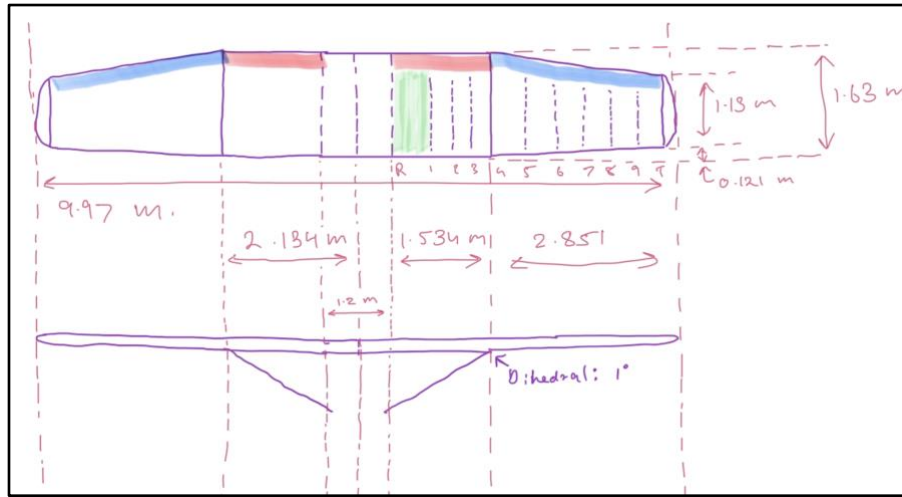 1.13 m
1.63 m
R 1 2 3 4 5 6 7 8 9 T
0.121 m
9.97 m.
2.134 m
1.534 m
2.851
1.2 m
Dihedral: 1°